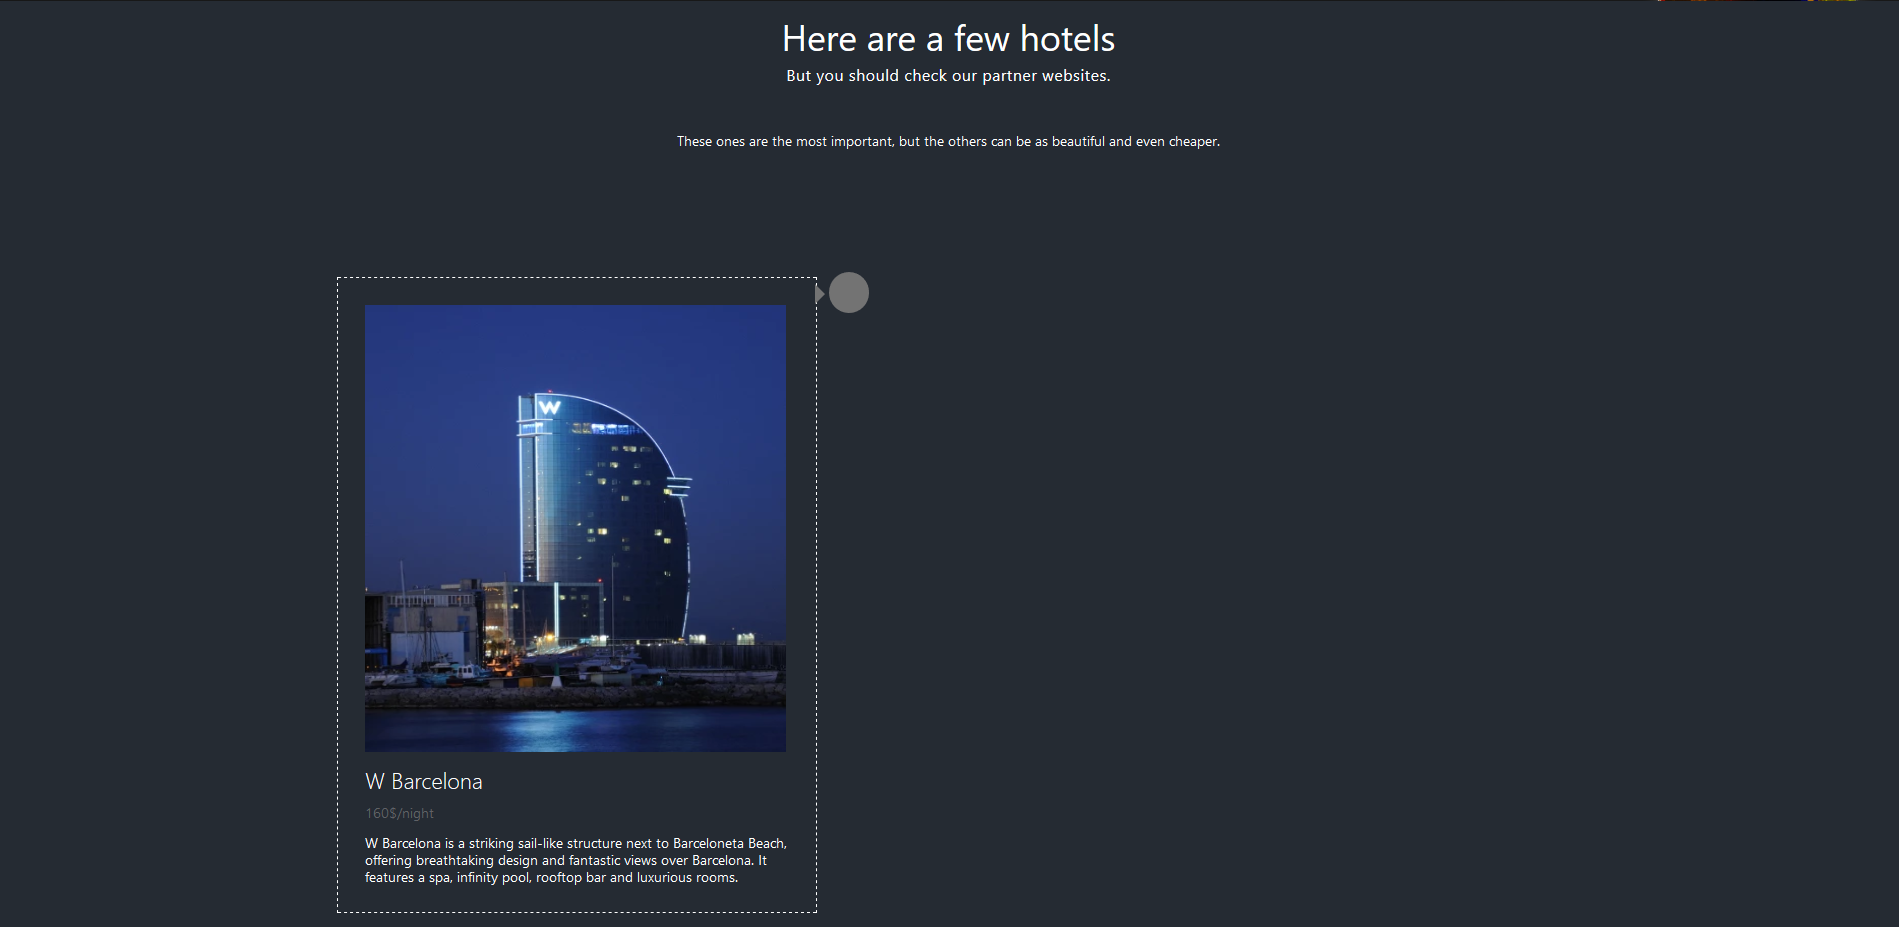 Here are a few hotels
But you should check our partner websites.
These ones are the most important, but the others can be as beautiful and even cheaper.
W
W Barcelona
160$/night
W Barcelona is a striking sail-like structure next to Barceloneta Beach,
offering breathtaking design and fantastic views over Barcelona. It
features a spa, infinity pool, rooftop bar and luxurious rooms.